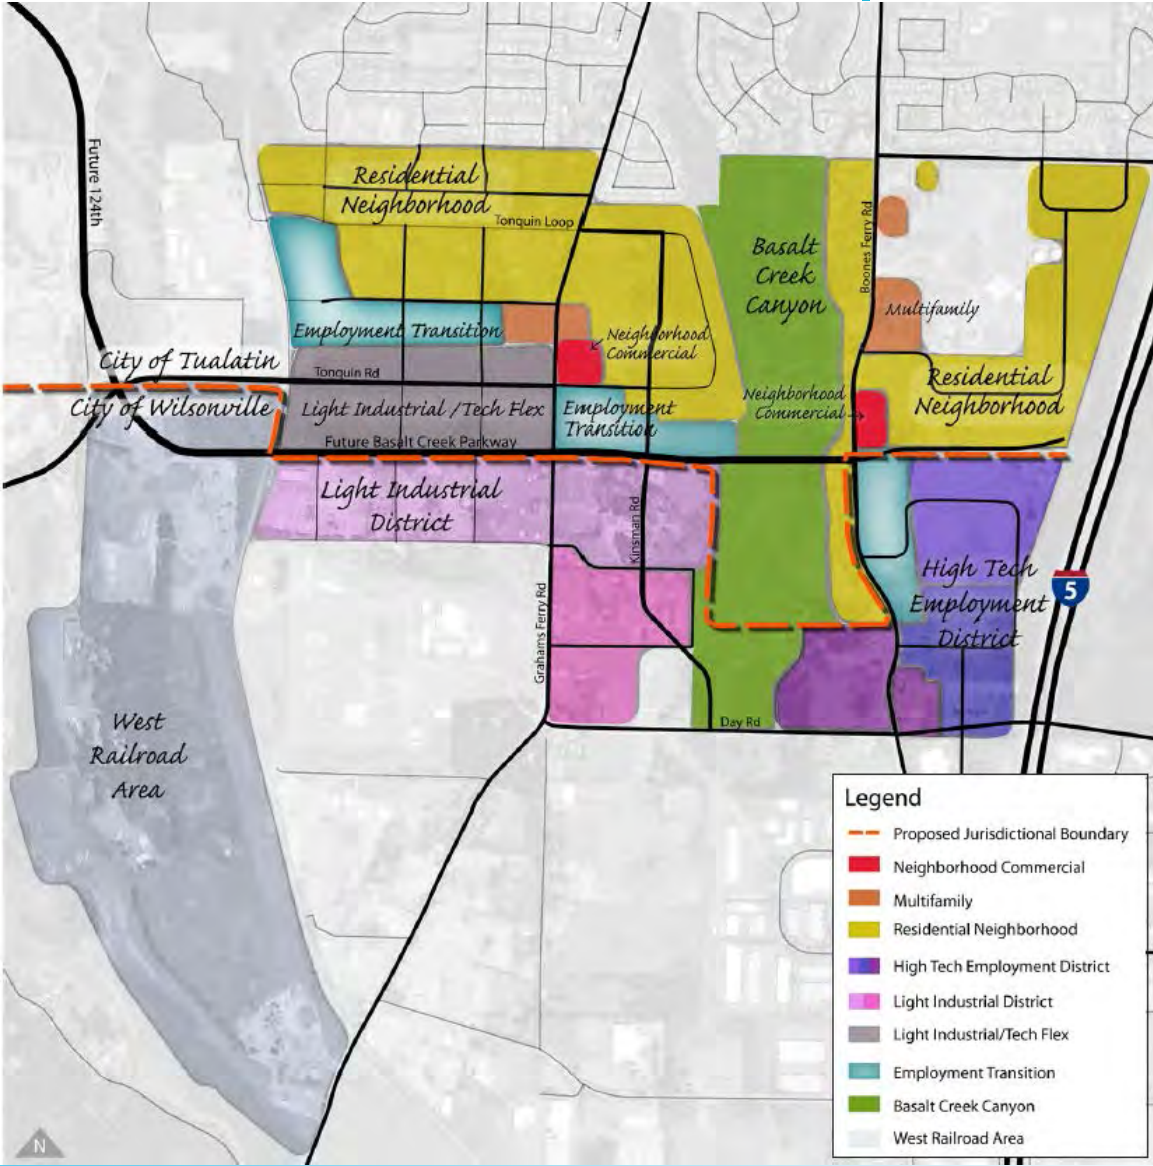 Future 124th
Residential
Neighborhood
Tonquin Loop
Basalt
Creek
Canyon
Boones Ferry Rd
Multifamily
Employment Transition
Neighborhood
Commercial
City of Tualatin
Tonquin Rd
City of Wilsonville
Light Industrial / Tech Flex
Employment
Transition
Neighborhood
Commercial
Residential
Neighborhood
Future Basalt Creek Parkway
Light Industrial
District
Kinsman Rd
Grahams Ferry Rd
High Tech
Employment
District
5
West
Railroad
Area
Day Rd
Legend
Proposed Jurisdictional Boundary
Neighborhood Commercial
Multifamily
Residential Neighborhood
High Tech Employment District
Light Industrial District
Light Industrial/Tech Flex
Employment Transition
Basalt Creek Canyon
West Railroad Area
N